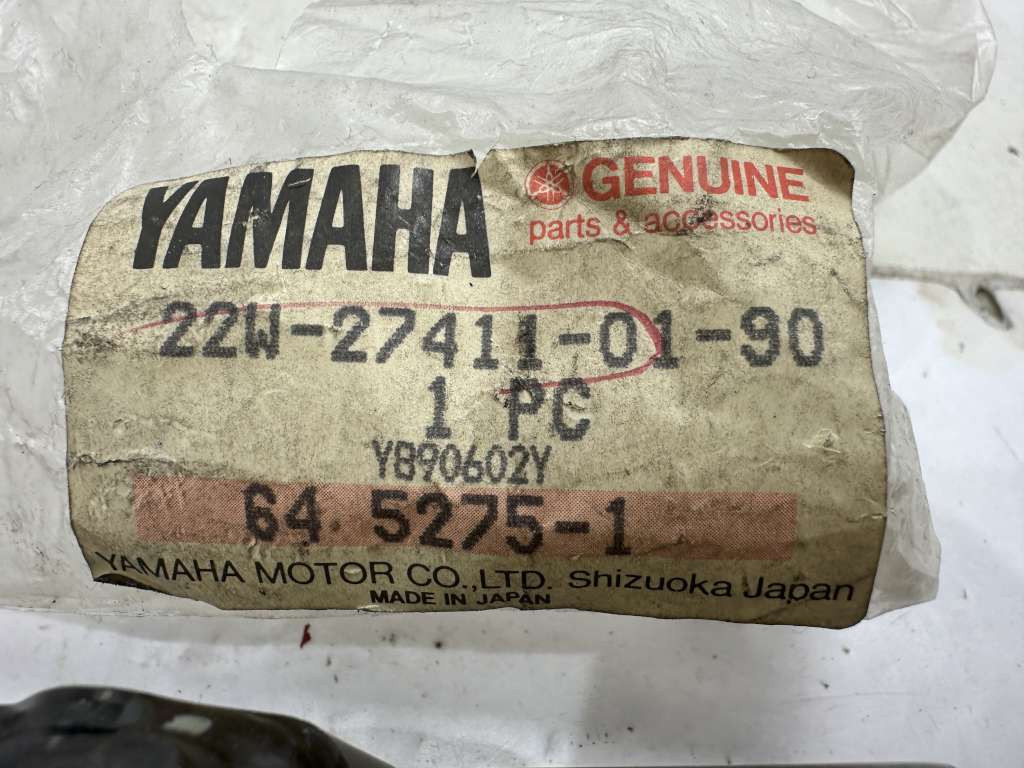 YAMAHA GENUINE
parts & accessories
22W-27411-01-90
1 PC
Y890602Y
64 5275-1
YAMAHA MOTOR CO.,LTD. Shizuoka Japan
MADE IN JAPAN